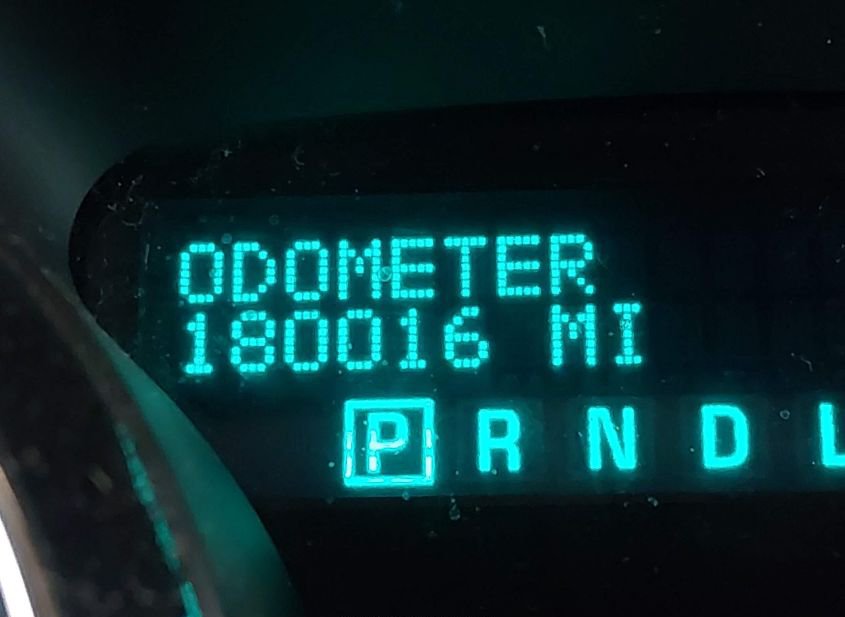 ODOMETER
180016 MI
P R N D L